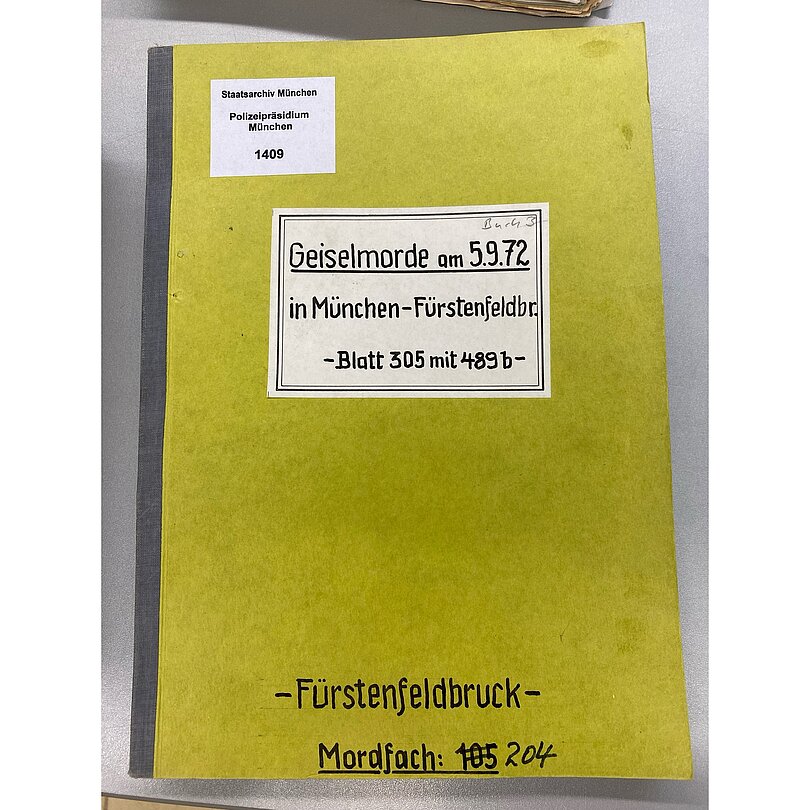 Staatsarchiv München
Polizeipräsidium
München
1409
Buch 3
Geiselmorde am 5.9.72
in München-Fürstenfeldbr.
-Blatt 305 mit 489b-
-Fürstenfeldbruck-
Mordfach: 105 204